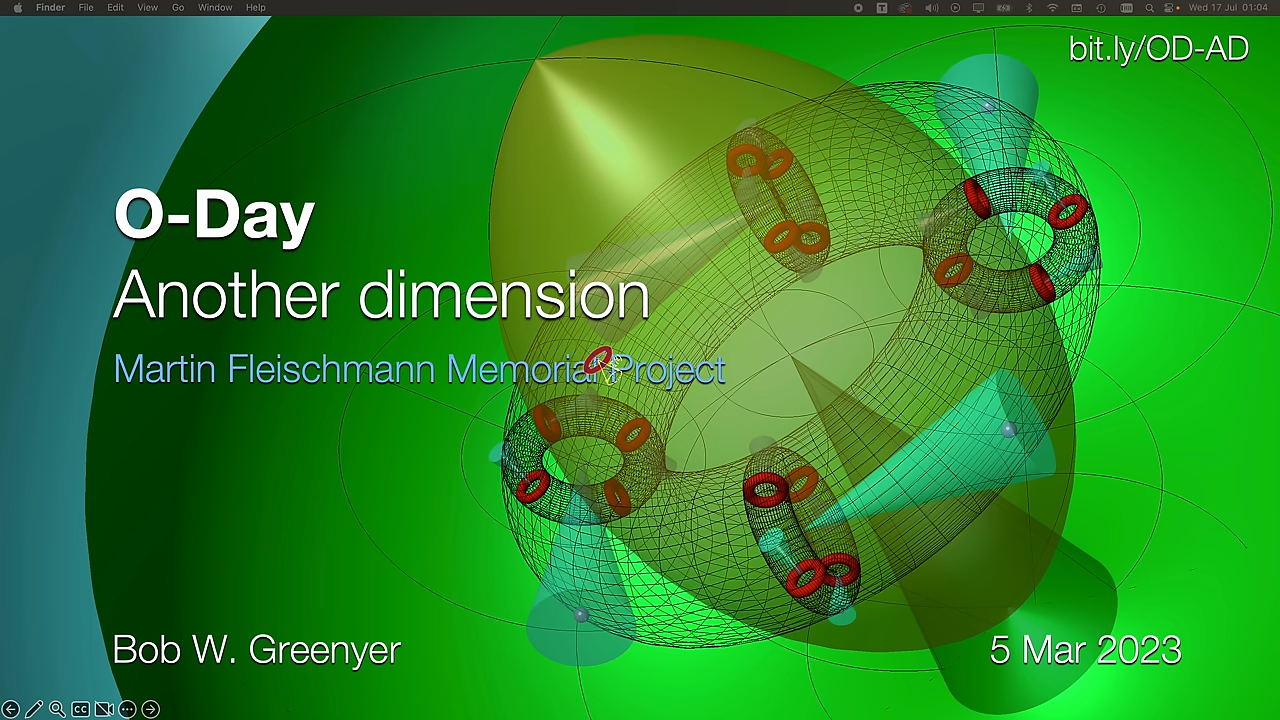 Finder File Edit View Go Window Help Wed 17 Jul 01:04
bit.ly/OD-AD
O-Day
Another dimension
Martin Fleischmann Memorial Project
Bob W. Greenyer
5 Mar 2023
CC